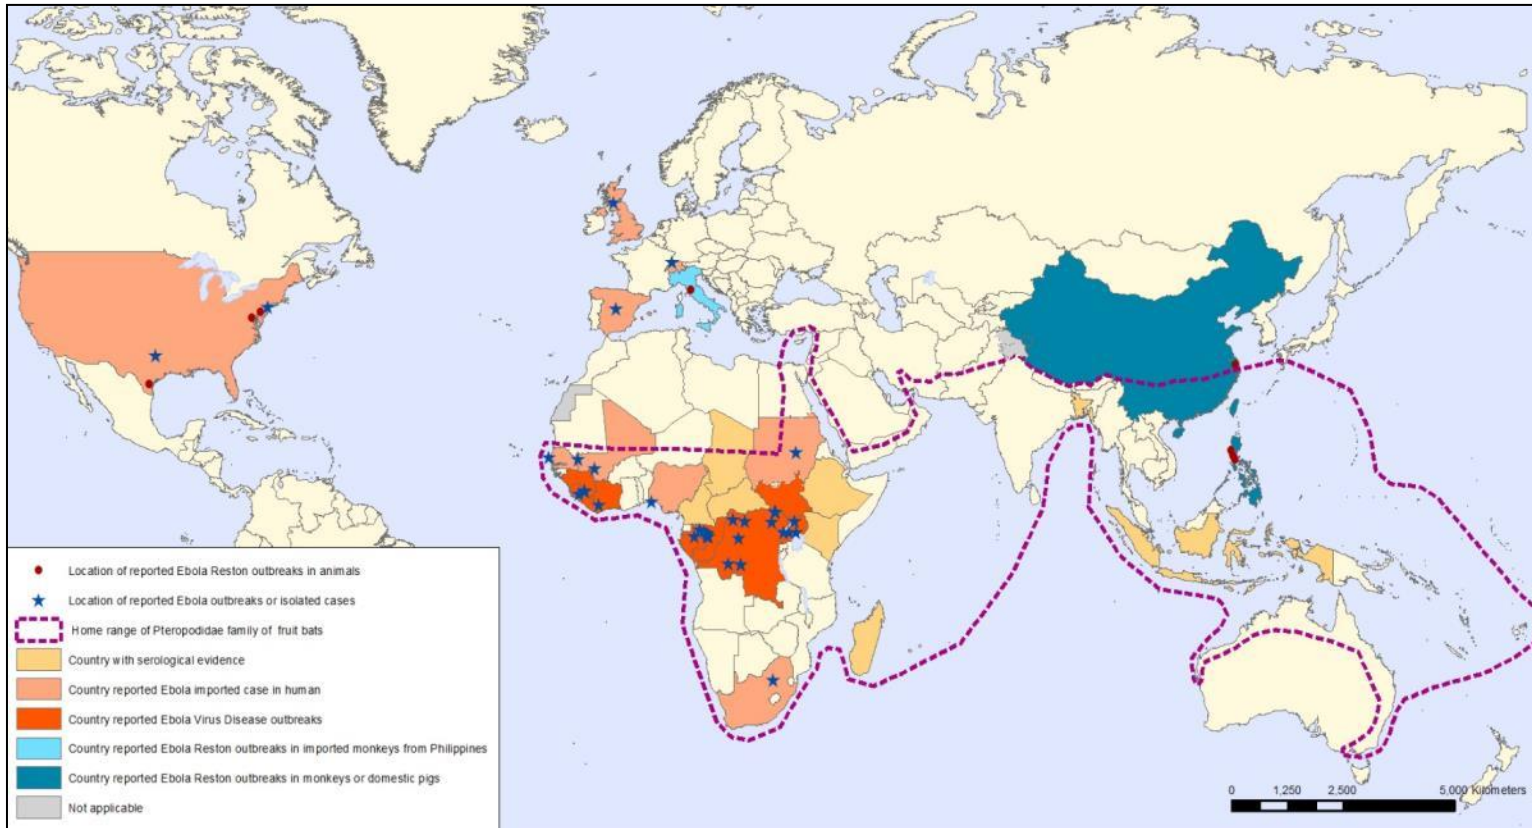 Location of reported Ebola Reston outbreaks in animals
Location of reported Ebola outbreaks or isolated cases
Home range of Pteropodidae family of fruit bats
Country with serological evidence
Country reported Ebola imported case in human
Country reported Ebola Virus Disease outbreaks
Country reported Ebola Reston outbreaks in imported monkeys from Philippines
Country reported Ebola Reston outbreaks in monkeys or domestic pigs
Not applicable
0 1,250 2,500 5,000 Kilometers